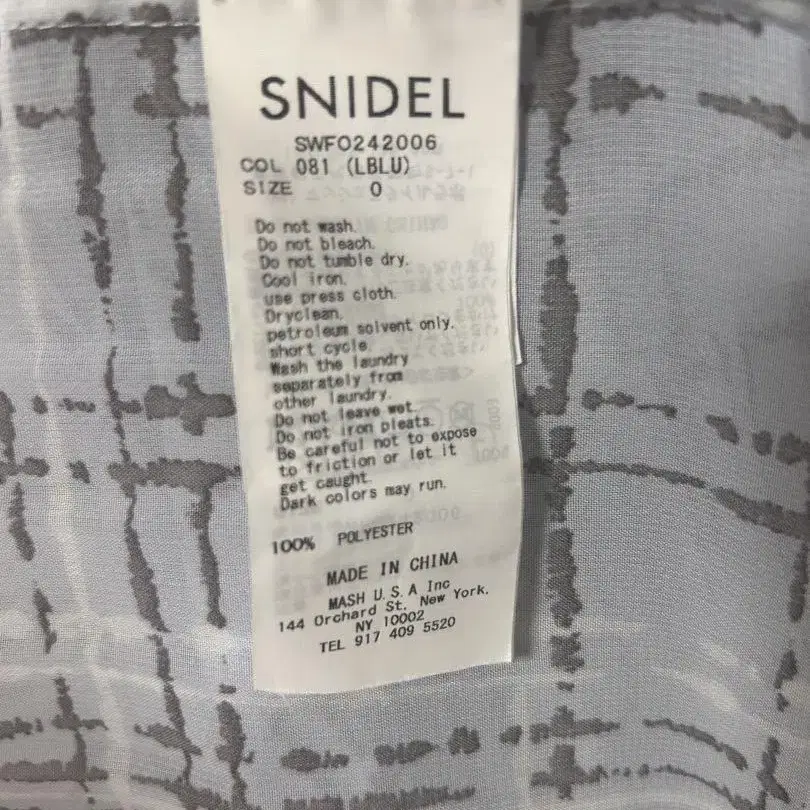 SNIDEL
SWFO242006
COL 081 (LBLU)
SIZE 0
Do not wash.
Do not bleach.
Do not tumble dry.
Cool iron.
use press cloth.
Dryclean.
petroleum solvent only.
short cycle.
Wash the laundry
separately from
other laundry.
Do not leave wet.
Do not iron pleats.
Be careful not to expose
to friction or let it
get caught.
Dark colors may run.
100% POLYESTER
MADE IN CHINA
MASH U.S.A Inc
144 Orchard St. New York.
NY 10002
TEL 917 409 5520